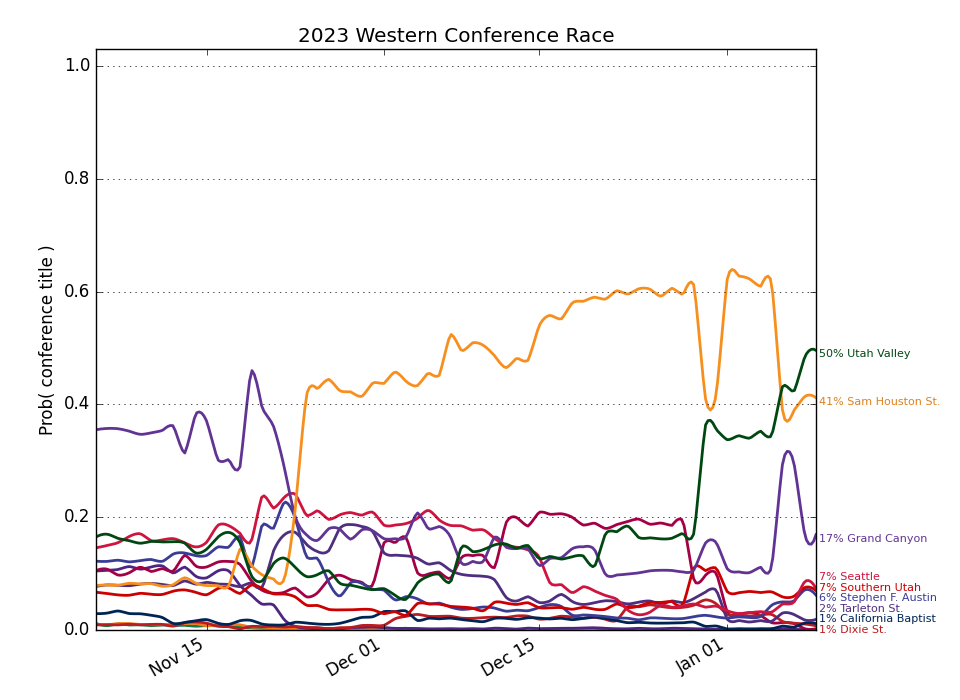 2023 Western Conference Race
1.0
0.8
0.6
0.4
0.2
0.0
Prob( conference title )
Nov 15
Dec 01
Dec 15
Jan 01
50% Utah Valley
41% Sam Houston St.
17% Grand Canyon
7% Seattle
7% Southern Utah
6% Stephen F. Austin
2% Tarleton St.
1% California Baptist
1% Dixie St.